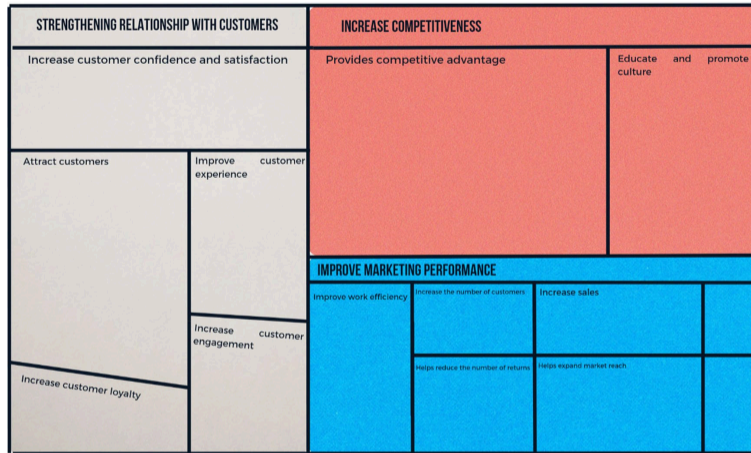 STRENGTHENING RELATIONSHIP WITH CUSTOMERS
Increase customer confidence and satisfaction
Attract customers
Improve customer
experience
Increase customer
engagement
Increase customer loyalty
INCREASE COMPETITIVENESS
Provides competitive advantage
Educate and promote
culture
IMPROVE MARKETING PERFORMANCE
Improve work efficiency
Increase the number of customers
Increase sales
Helps reduce the number of returns
Helps expand market reach